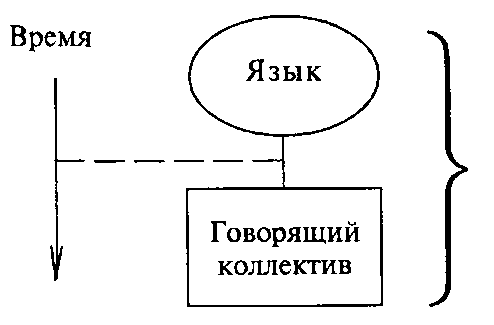 Время
Язык
Говорящий
коллектив